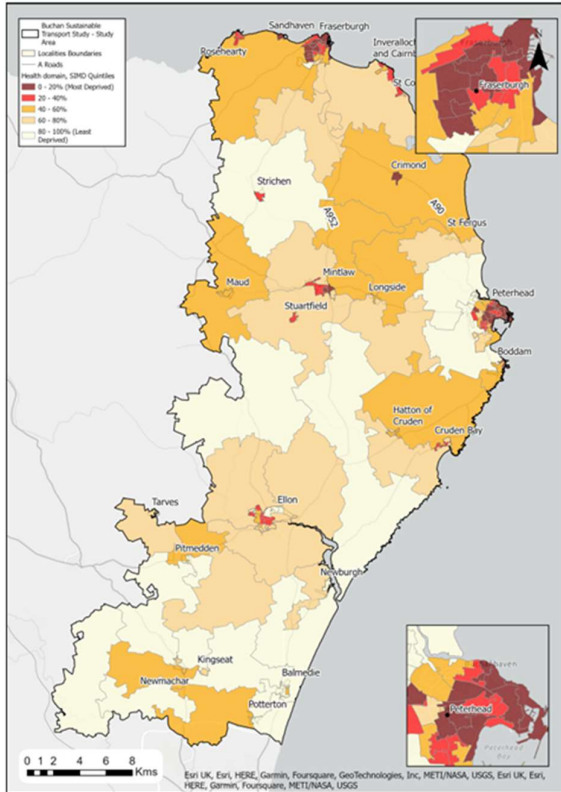 Buchan Sustainable
Transport Study - Study
Area
Localities Boundaries
A Roads
Health domain, SIMD Quintiles
0 - 20% (Most Deprived)
20 - 40%
40 - 60%
60 - 80%
80 - 100% (Least
Deprived)
Sandhaven
Fraserburgh
Rosehearty
Inveralloch
and Cairnb
St Co
Fraserburgh
Crimond
Strichen
A952
A90
St Fergus
Mintlaw
Maud
Longside
Peterhead
Stuartfield
Boddam
Hatton of
Cruden
Cruden Bay
Tarves
Ellon
Pitmedden
Newburgh
Kingseat
Newmachar
Balmedie
Potterton
Peterhead
Peterhead
Bay
0 1 2 4 6 8
Kms
Esri UK, Esri, HERE, Garmin, Foursquare, GeoTechnologies, Inc, METI/NASA, USGS, Esri UK, Esri,
HERE, Garmin, Foursquare, METI/NASA, USGS